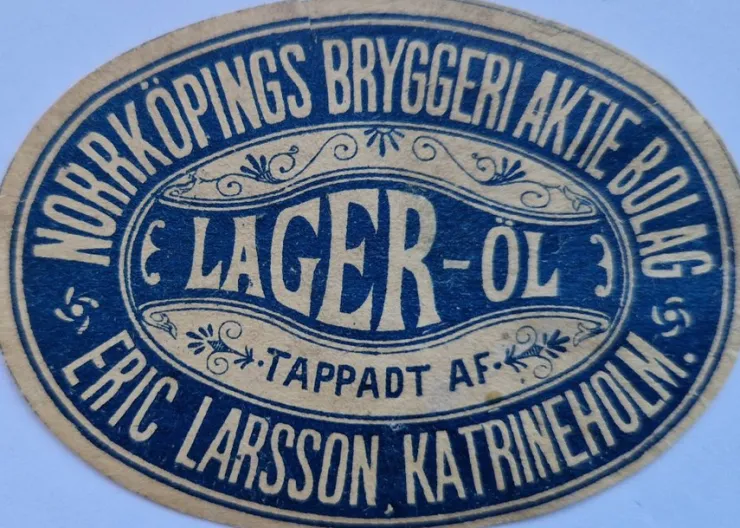 NORRKÖPINGS BRYGGERI AKTIE BOLAG
LAGER-ÖL
·TAPPADT AF·
ERIC LARSSON, KATRINEHOLM.